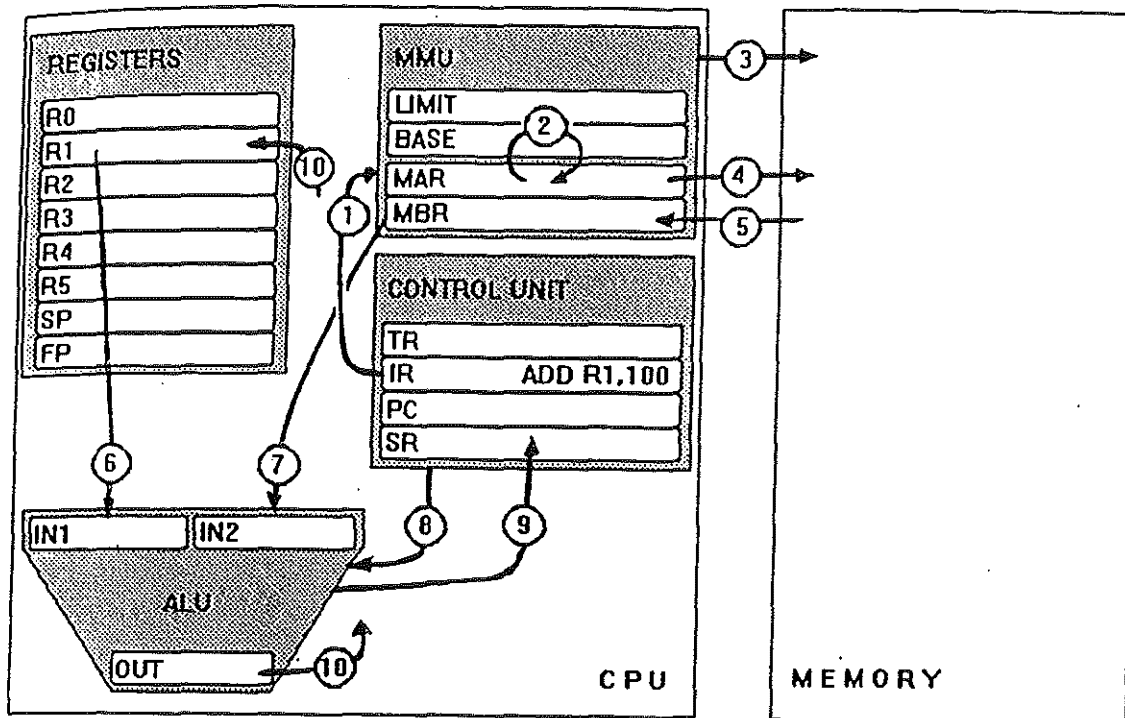 REGISTERS
R0
R1
R2
R3
R4
R5
SP
FP
MMU
LIMIT
BASE
MAR
MBR
CONTROL UNIT
TR
IR ADD R1,100
PC
SR
IN1
IN2
ALU
OUT
CPU
MEMORY
1
2
3
4
5
6
7
8
9
10
10